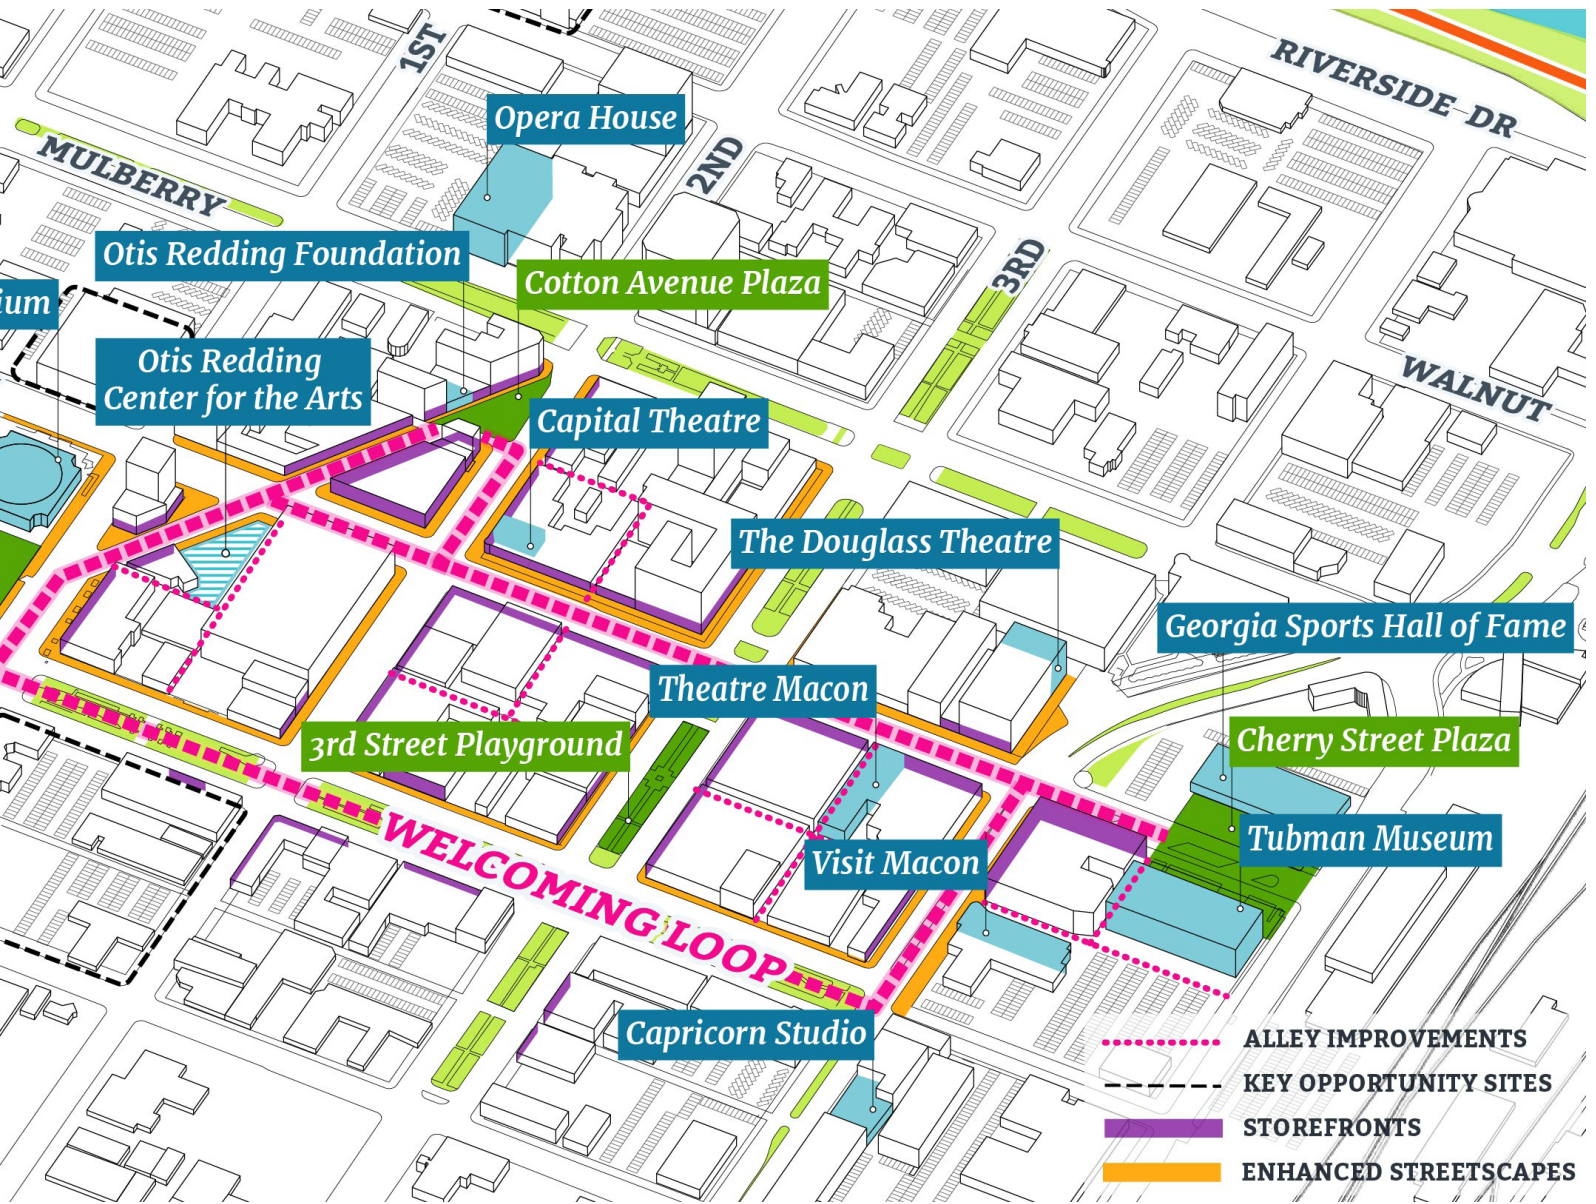 1ST
RIVERSIDE DR
Opera House
MULBERRY
2ND
Otis Redding Foundation
Cotton Avenue Plaza
3RD
ium
Otis Redding
Center for the Arts
Capital Theatre
WALNUT
The Douglass Theatre
Georgia Sports Hall of Fame
Theatre Macon
3rd Street Playground
Cherry Street Plaza
Tubman Museum
Visit Macon
WELCOMING LOOP
Capricorn Studio
ALLEY IMPROVEMENTS
KEY OPPORTUNITY SITES
STOREFRONTS
ENHANCED STREETSCAPES